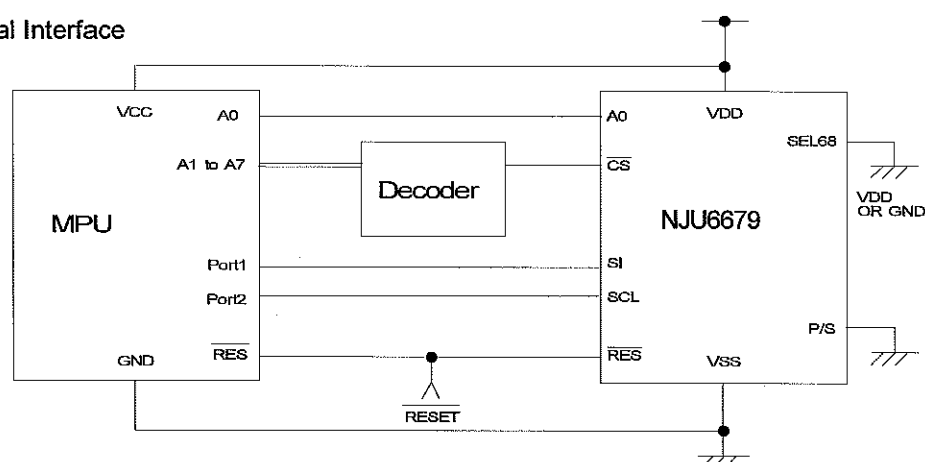 al Interface
VCC
A0
A1 to A7
MPU
Port1
Port2
RES
GND
Decoder
RESET
A0
VDD
SEL68
CS
NJU6679
SI
SCL
P/S
RES
VSS
VDD
OR GND